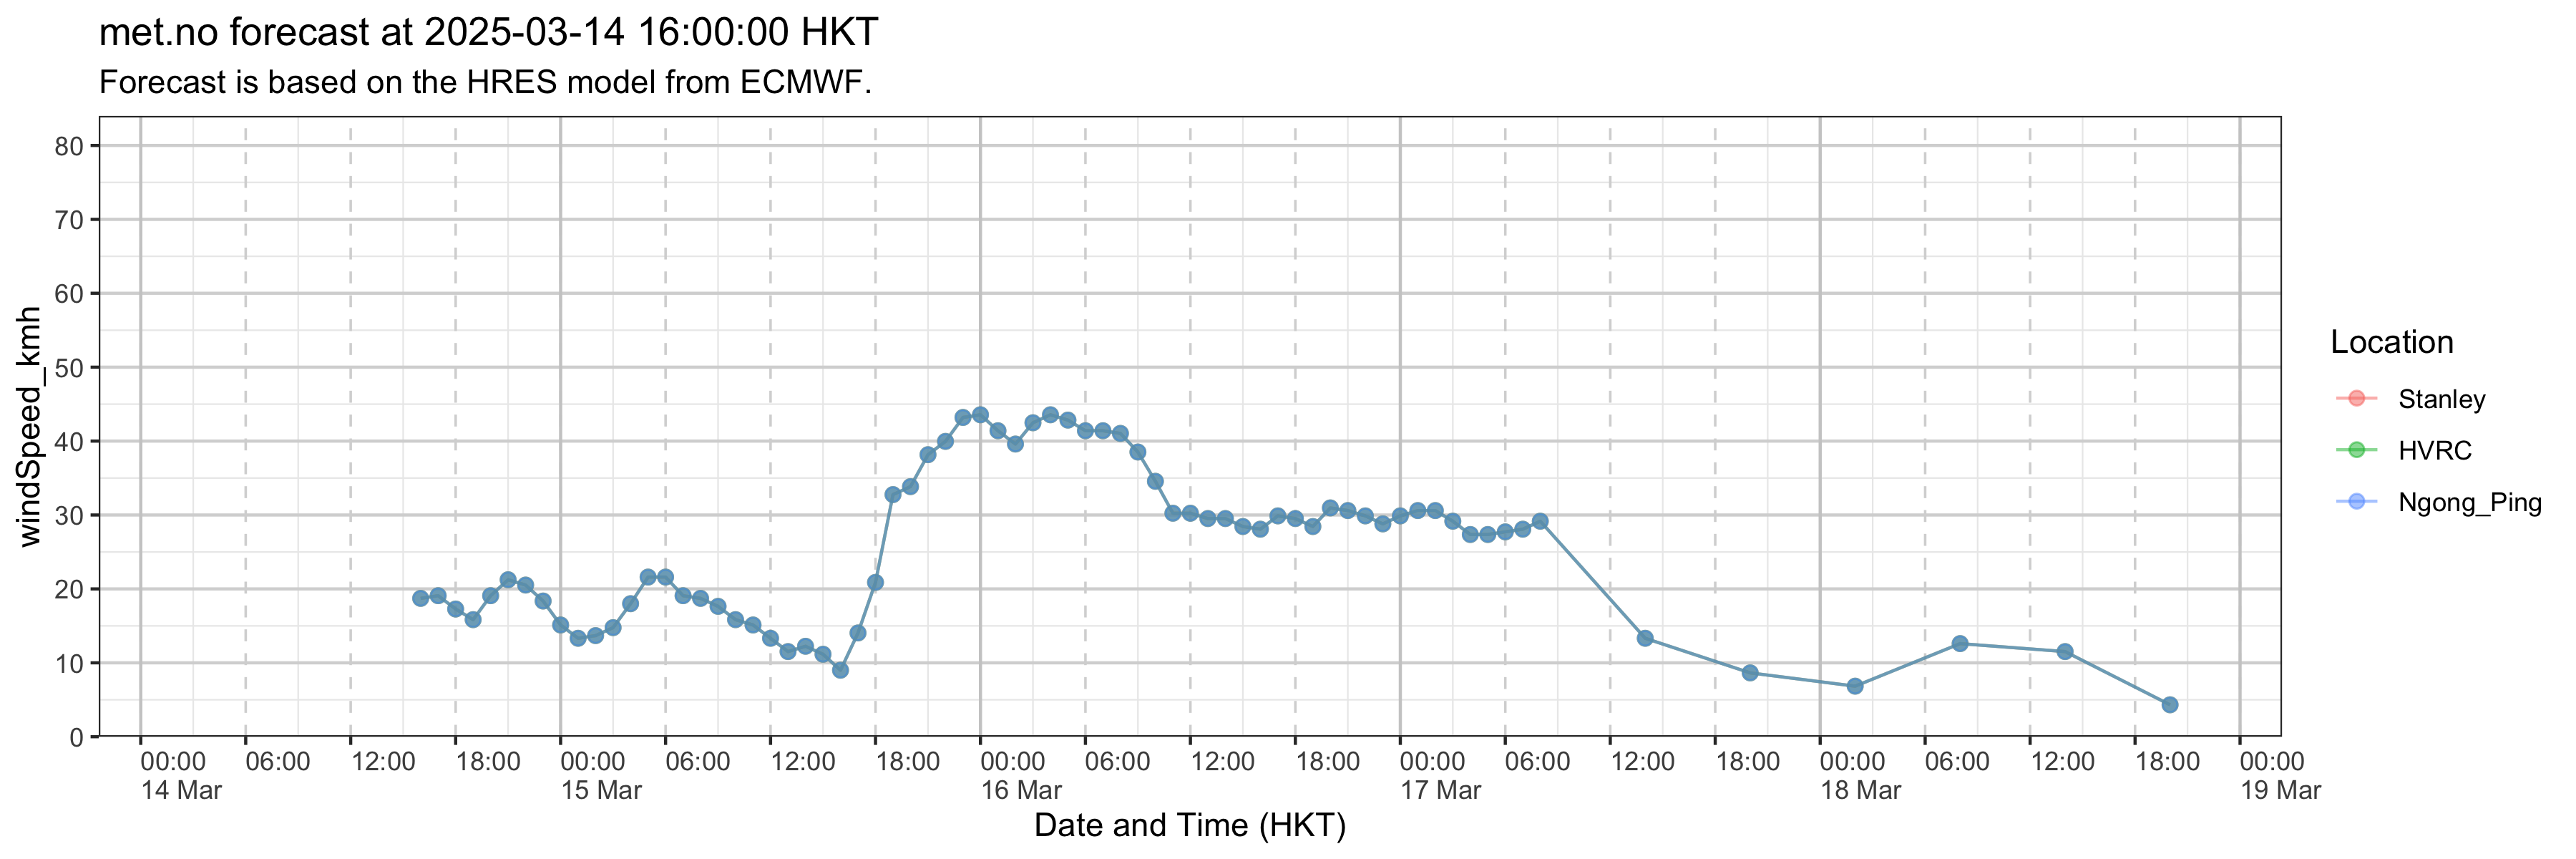 met.no forecast at 2025-03-14 16:00:00 HKT
Forecast is based on the HRES model from ECMWF.
80
70
60
50
40
30
20
10
0
windSpeed_kmh
00:00 06:00 12:00 18:00 00:00 06:00 12:00 18:00 00:00 06:00 12:00 18:00 00:00 06:00 12:00 18:00 00:00 06:00 12:00 18:00 00:00
14 Mar 15 Mar 16 Mar 17 Mar 18 Mar 19 Mar
Date and Time (HKT)
Location
Stanley
HVRC
Ngong_Ping